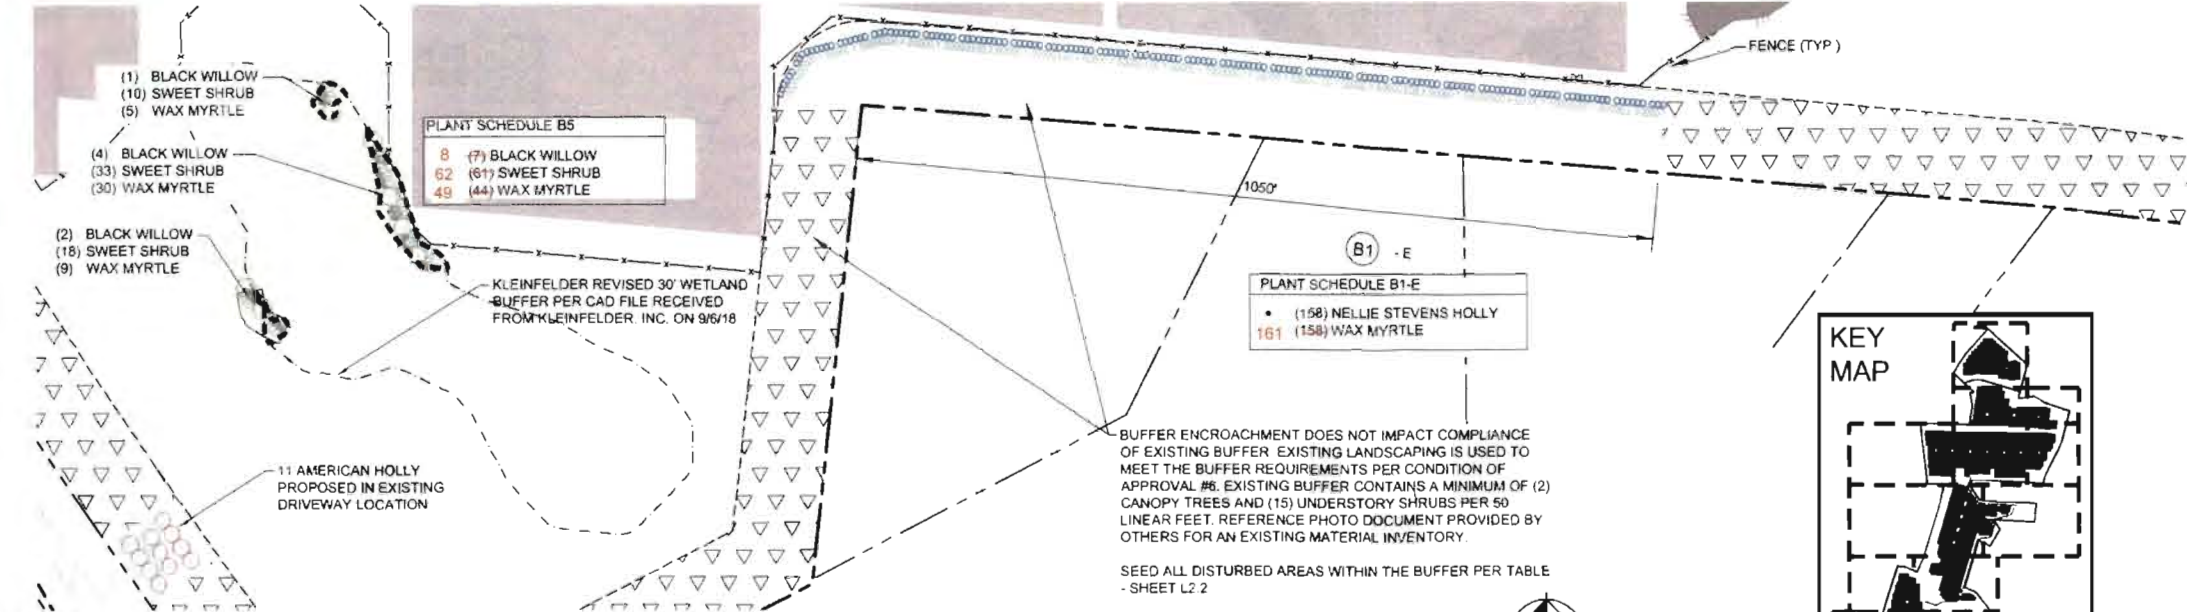 (1) BLACK WILLOW
(10) SWEET SHRUB
(5) WAX MYRTLE
(4) BLACK WILLOW
(33) SWEET SHRUB
(30) WAX MYRTLE
(2) BLACK WILLOW
(18) SWEET SHRUB
(9) WAX MYRTLE
PLANT SCHEDULE B5
8 (7) BLACK WILLOW
62 (61) SWEET SHRUB
49 (44) WAX MYRTLE
KLEINFELDER REVISED 30' WETLAND
BUFFER PER CAD FILE RECEIVED
FROM KLEINFELDER, INC. ON 9/6/18
11 AMERICAN HOLLY
PROPOSED IN EXISTING
DRIVEWAY LOCATION
FENCE (TYP.)
1050'
B1 - E
PLANT SCHEDULE B1-E
• (158) NELLIE STEVENS HOLLY
161 (158) WAX MYRTLE
BUFFER ENCROACHMENT DOES NOT IMPACT COMPLIANCE
OF EXISTING BUFFER EXISTING LANDSCAPING IS USED TO
MEET THE BUFFER REQUIREMENTS PER CONDITION OF
APPROVAL #6. EXISTING BUFFER CONTAINS A MINIMUM OF (2)
CANOPY TREES AND (15) UNDERSTORY SHRUBS PER 50
LINEAR FEET. REFERENCE PHOTO DOCUMENT PROVIDED BY
OTHERS FOR AN EXISTING MATERIAL INVENTORY.
SEED ALL DISTURBED AREAS WITHIN THE BUFFER PER TABLE
- SHEET L2.2
KEY
MAP